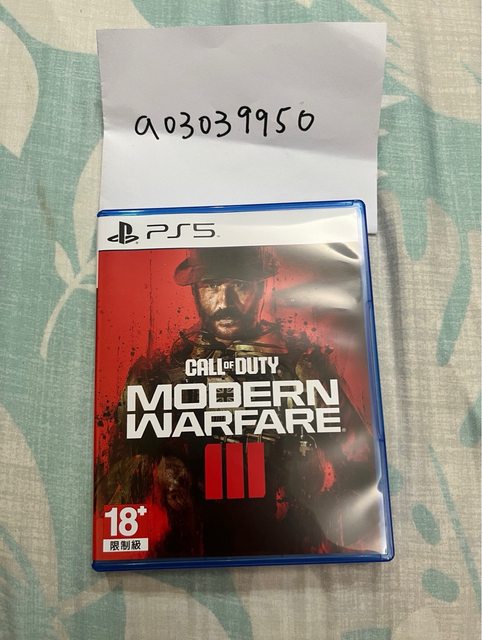 a03039950
PS5
CALL OF DUTY
MODERN
WARFARE
III
18+
限制級